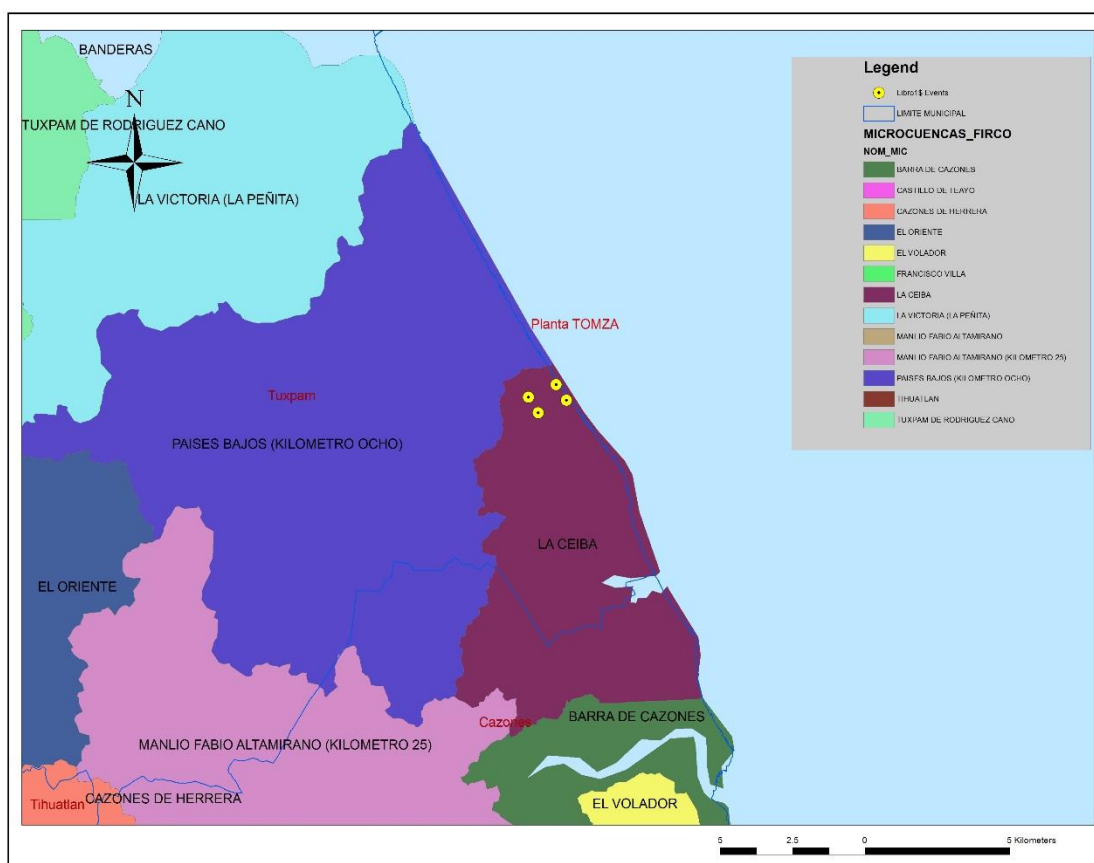 BANDERAS
N
TUXPAM DE RODRIGUEZ CANO
LA VICTORIA (LA PEÑITA)
Planta TOMZA
Tuxpam
PAISES BAJOS (KILOMETRO OCHO)
LA CEIBA
EL ORIENTE
Cazones
BARRA DE CAZONES
MANLIO FABIO ALTAMIRANO (KILOMETRO 25)
Tihuatlan
CAZONES DE HERRERA
EL VOLADOR
Legend
Libro1$ Events
LIMITE MUNICIPAL
MICROCUENCAS_FIRCO
NOM_MIC
BARRA DE CAZONES
CASTILLO DE TEAYO
CAZONES DE HERRERA
EL ORIENTE
EL VOLADOR
FRANCISCO VILLA
LA CEIBA
LA VICTORIA (LA PEÑITA)
MANLIO FABIO ALTAMIRANO
MANLIO FABIO ALTAMIRANO (KILOMETRO 25)
PAISES BAJOS (KILOMETRO OCHO)
TIHUATLAN
TUXPAM DE RODRIGUEZ CANO
5 2.5 0 5 Kilometers